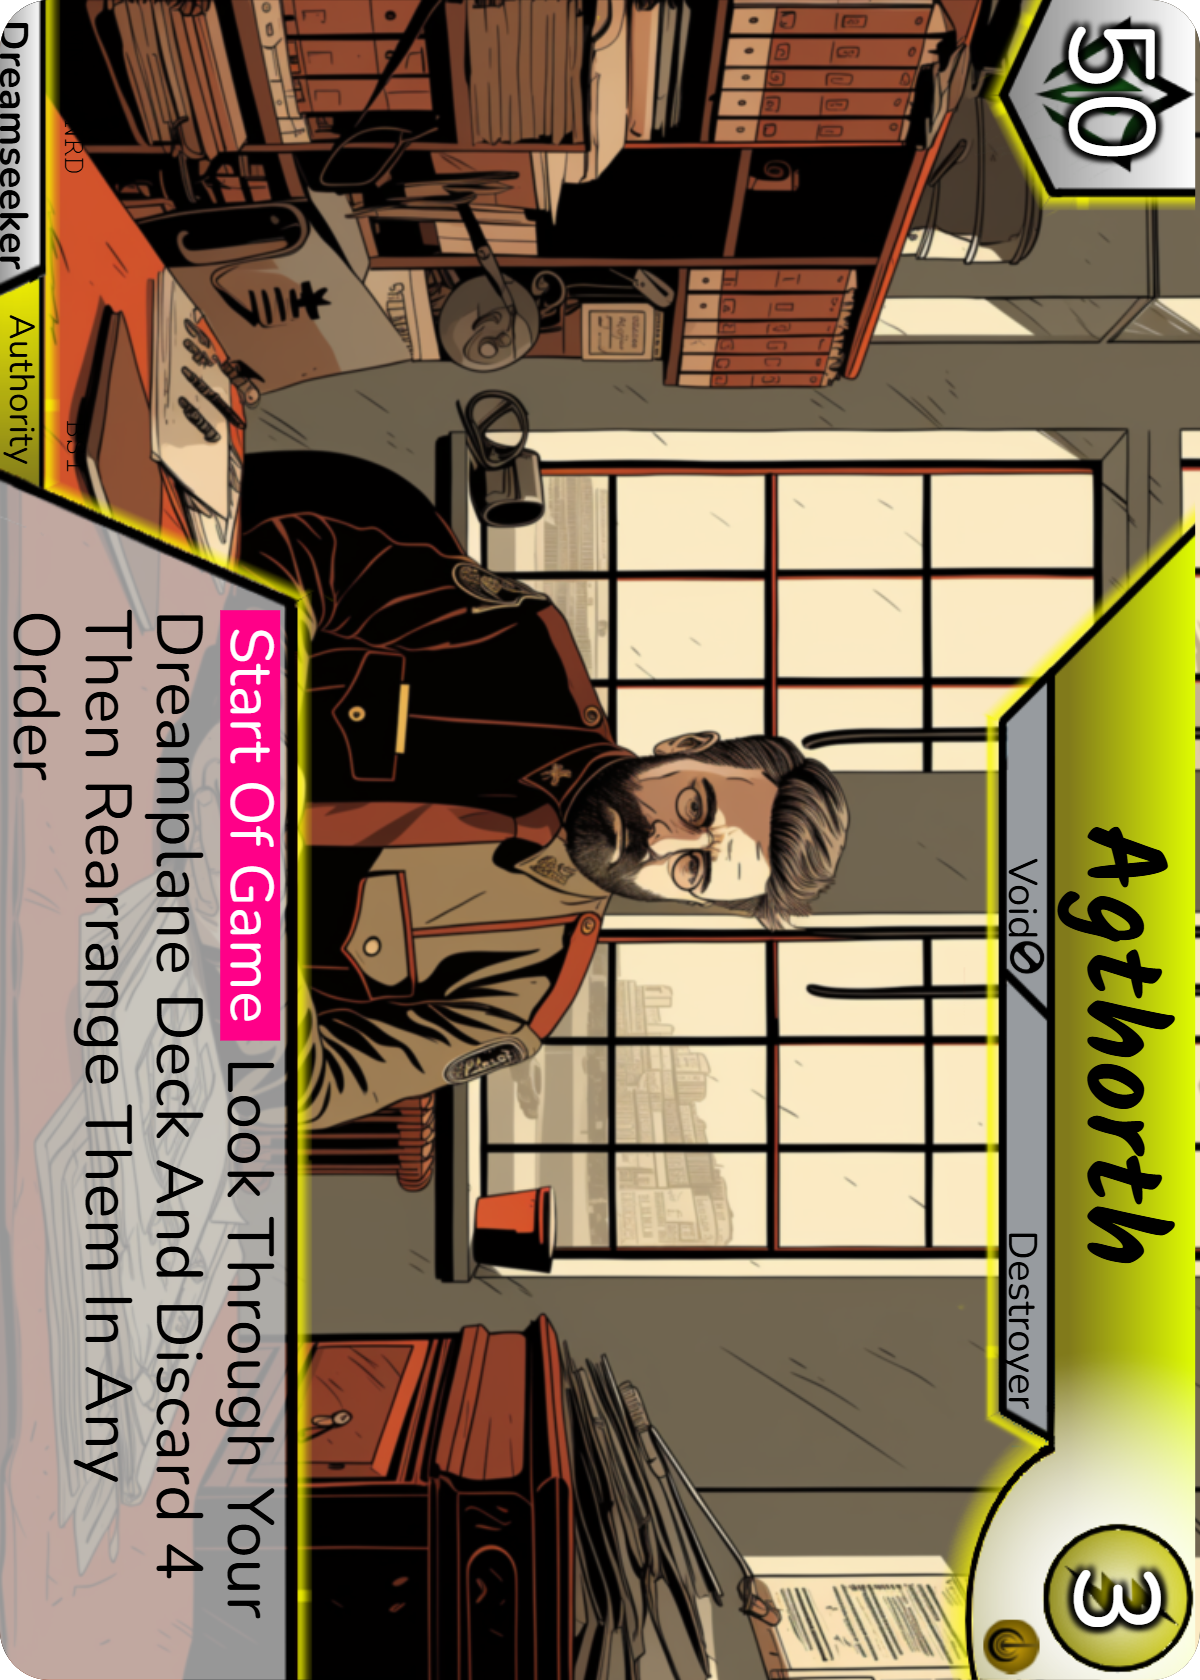 50
Agthorth
3
Void
Destroyer
Start Of Game Look Through Your
Dreamplane Deck And Discard 4
Then Rearrange Them In Any
Order
Dreamseeker
Authority